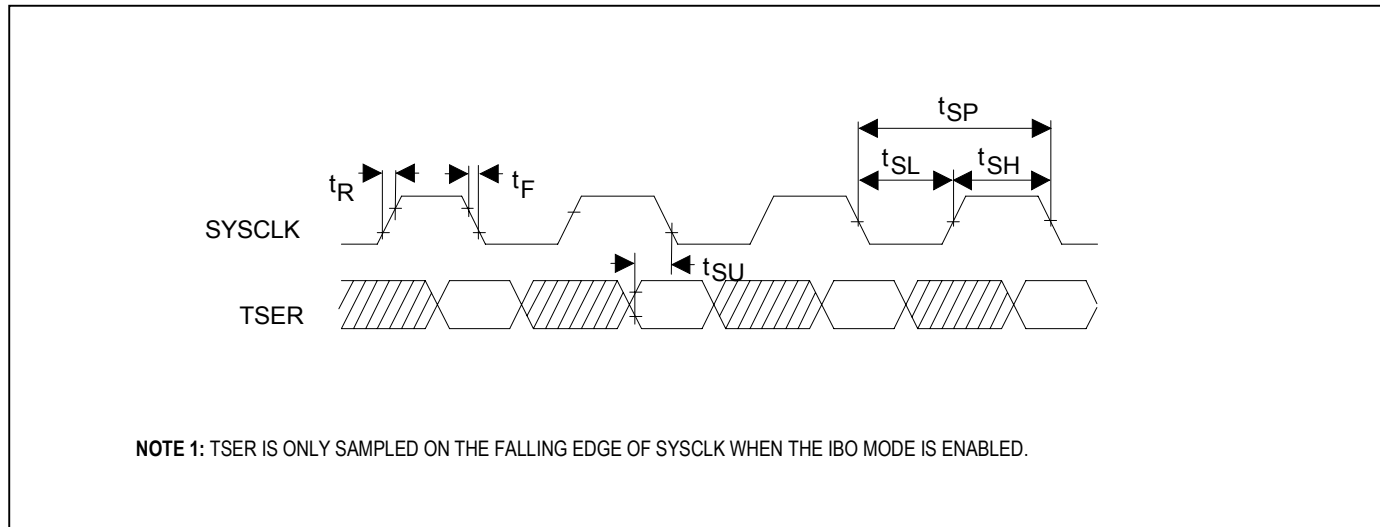 tSP
tSL tSH
tR tF
SYSCLK
tSU
TSER
NOTE 1: TSER IS ONLY SAMPLED ON THE FALLING EDGE OF SYSCLK WHEN THE IBO MODE IS ENABLED.